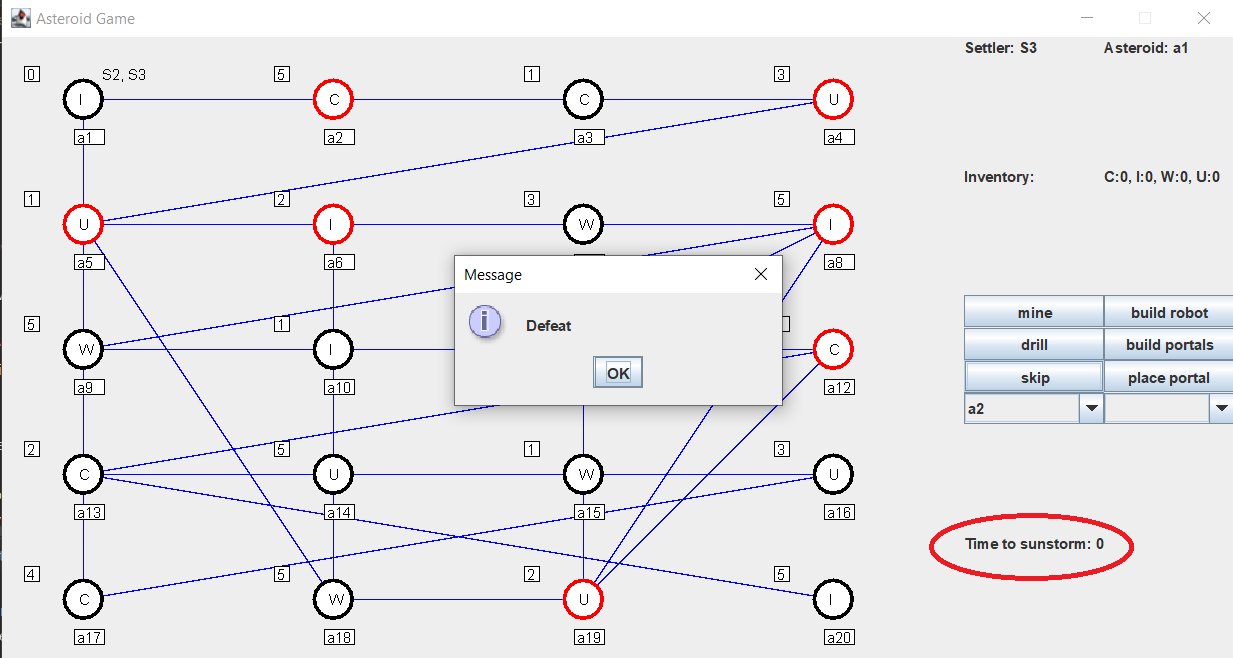 Asteroid Game
Settler: S3 Asteroid: a1
0 S2, S3 5 1 3
I C C U
a1 a2 a3 a4
Inventory: C:0, I:0, W:0, U:0
1 2 3 5
U I W I
a5 a6 a8
Message
Defeat
OK
mine build robot
drill build portals
skip place portal
a2
5 1
W I C
a9 a10 a12
2 5 1 3
C U W U
a13 a14 a15 a16
Time to sunstorm: 0
4 5 2 5
C W U I
a17 a18 a19 a20